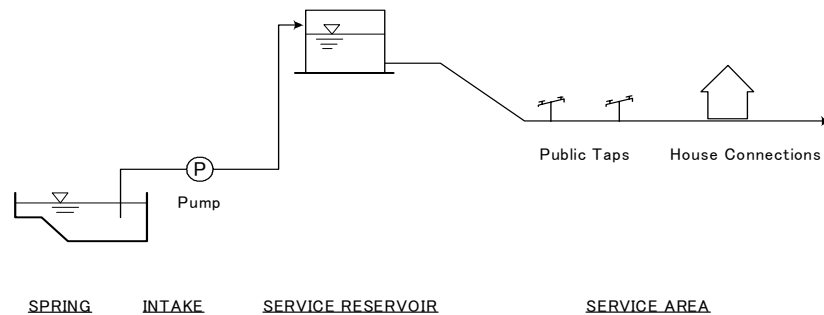 P
Pump
Public Taps
House Connections
SPRING
INTAKE
SERVICE RESERVOIR
SERVICE AREA